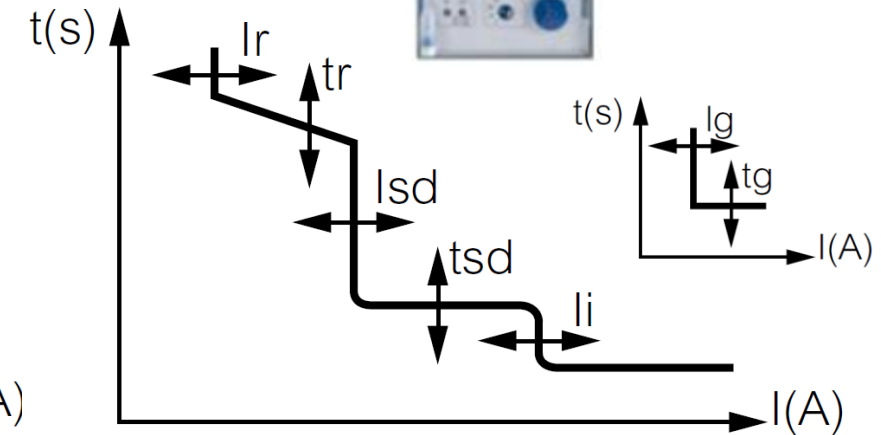 t(s)
Ir
tr
Isd
tsd
Ii
I(A)
t(s)
Ig
tg
I(A)
A)